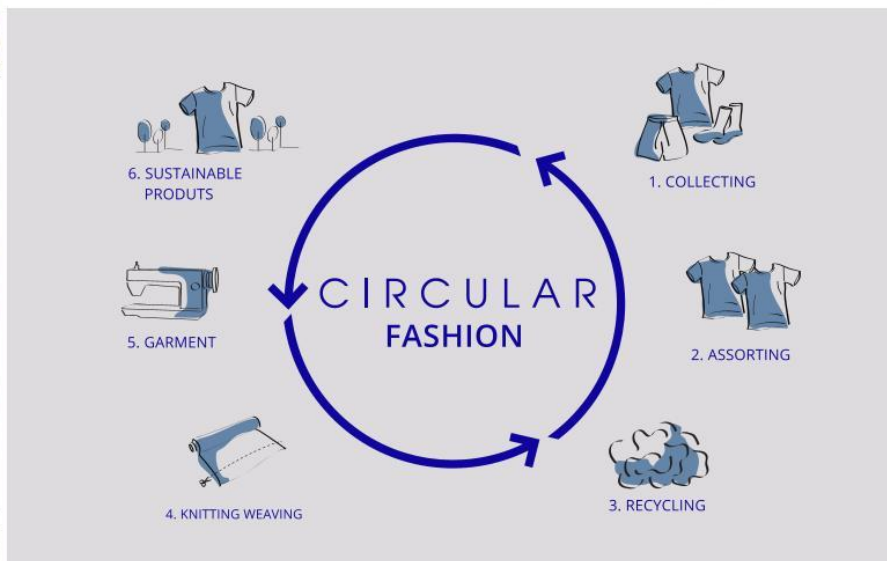 CIRCULAR
FASHION
1. COLLECTING
2. ASSORTING
3. RECYCLING
4. KNITTING WEAVING
5. GARMENT
6. SUSTAINABLE
PRODUTS